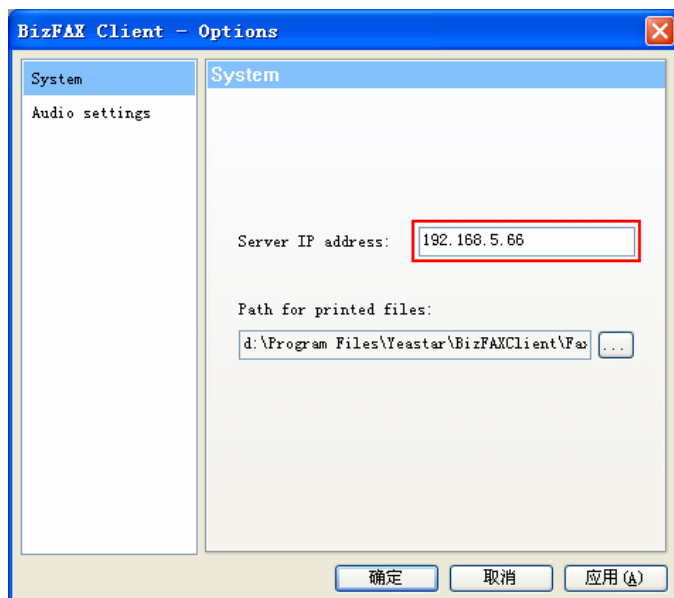 BizFAX Client - Options
System
Audio settings
System
Server IP address: 192.168.5.66
Path for printed files:
d:\Program Files\Yeastar\BizFAXClient\Fax ...
确定 取消 应用(A)